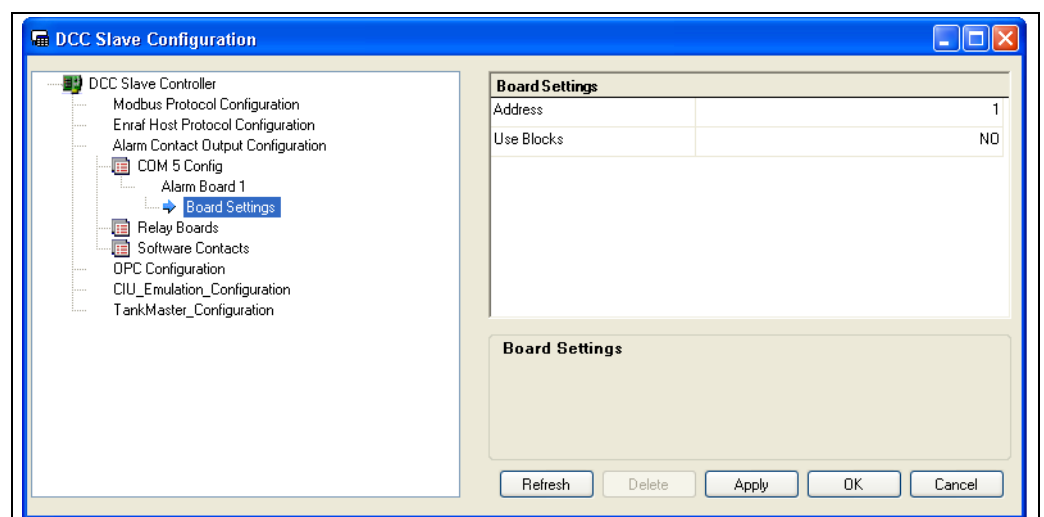 DCC Slave Configuration
DCC Slave Controller
Modbus Protocol Configuration
Enraf Host Protocol Configuration
Alarm Contact Output Configuration
COM 5 Config
Alarm Board 1
Board Settings
Relay Boards
Software Contacts
OPC Configuration
CIU_Emulation_Configuration
TankMaster_Configuration
Board Settings
Address 1
Use Blocks NO
Board Settings
Refresh Delete Apply OK Cancel